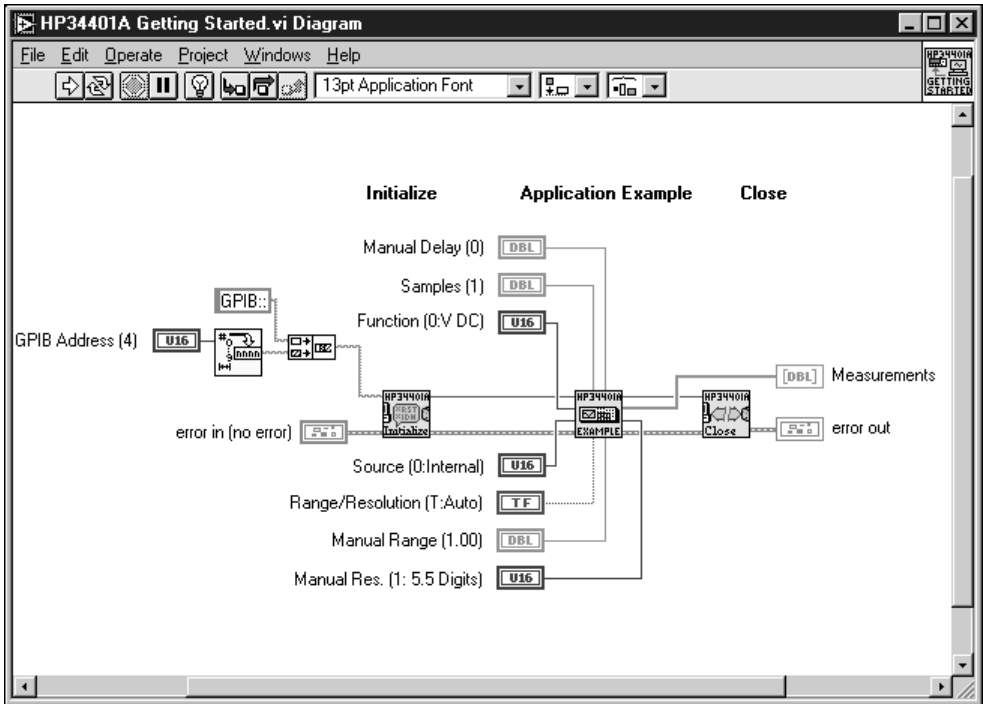 HP34401A Getting Started.vi Diagram
File Edit Operate Project Windows Help
HP34401A
GETTING
STARTED
13pt Application Font
Initialize Application Example Close
Manual Delay (0) DBL
Samples (1) DBL
GPIB::
Function (0:V DC) U16
GPIB Address (4) U16
[DBL] Measurements
HP34401A
Initialize
HP34401A
EXAMPLE
HP34401A
Close
error in (no error)
error out
Source (0:Internal) U16
Range/Resolution (T:Auto) TF
Manual Range (1.00) DBL
Manual Res. (1: 5.5 Digits) U16